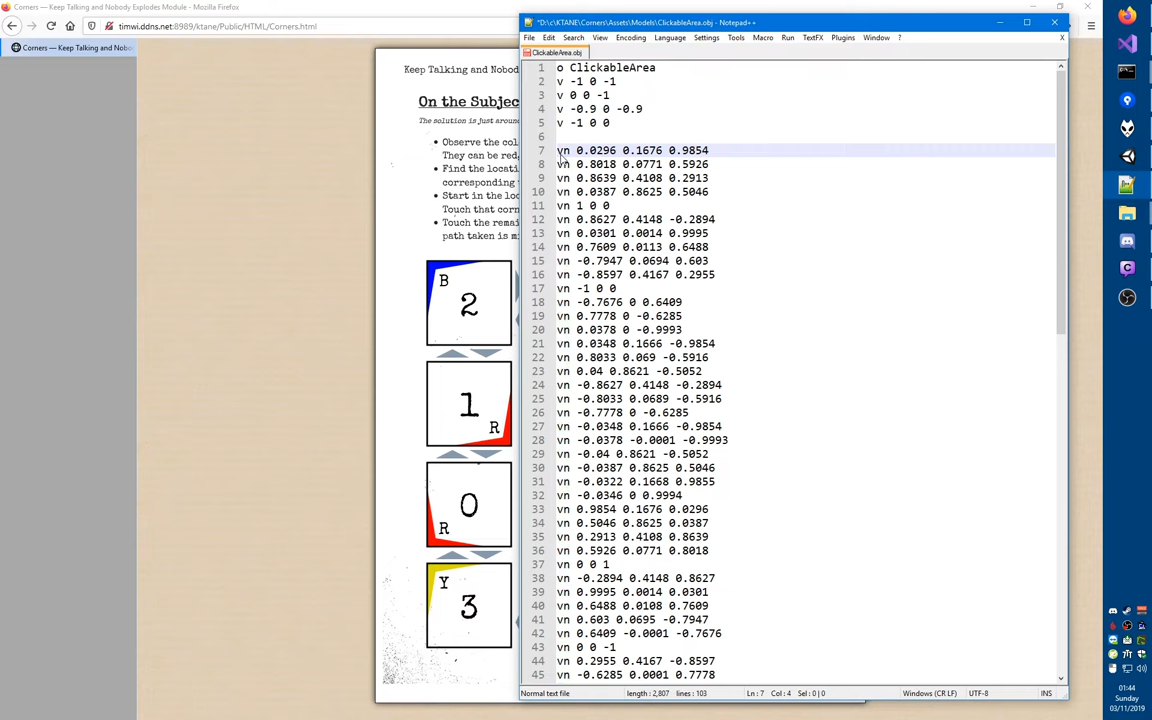 Corners — Keep Talking and Nobody Explodes Module - Mozilla Firefox
timwi.ddns.net:8989/ktane/Public/HTML/Corners.html
Corners — Keep Talking and Nobo
Keep Talking and Nobod
On the Subjec
The solution is just aroun
Observe the col
They can be red
Find the locati
corresponding
Start in the loc
Touch that corn
Touch the remai
path taken is mi
B
2
1
R
0
R
Y
3
*D:\c\KTANE\Corners\Assets\Models\ClickableArea.obj - Notepad++
File Edit Search View Encoding Language Settings Tools Macro Run TextFX Plugins Window ?
X
ClickableArea.obj
1 o ClickableArea
2 v -1 0 -1
3 v 0 0 -1
4 v -0.9 0 -0.9
5 v -1 0 0
6
7 vn 0.0296 0.1676 0.9854
8 vn 0.8018 0.0771 0.5926
9 vn 0.8639 0.4108 0.2913
10 vn 0.0387 0.8625 0.5046
11 vn 1 0 0
12 vn 0.8627 0.4148 -0.2894
13 vn 0.0301 0.0014 0.9995
14 vn 0.7609 0.0113 0.6488
15 vn -0.7947 0.0694 0.603
16 vn -0.8597 0.4167 0.2955
17 vn -1 0 0
18 vn -0.7676 0 0.6409
19 vn 0.7778 0 -0.6285
20 vn 0.0378 0 -0.9993
21 vn 0.0348 0.1666 -0.9854
22 vn 0.8033 0.069 -0.5916
23 vn 0.04 0.8621 -0.5052
24 vn -0.8627 0.4148 -0.2894
25 vn -0.8033 0.0689 -0.5916
26 vn -0.7778 0 -0.6285
27 vn -0.0348 0.1666 -0.9854
28 vn -0.0378 -0.0001 -0.9993
29 vn -0.04 0.8621 -0.5052
30 vn -0.0387 0.8625 0.5046
31 vn -0.0322 0.1668 0.9855
32 vn -0.0346 0 0.9994
33 vn 0.9854 0.1676 0.0296
34 vn 0.5046 0.8625 0.0387
35 vn 0.2913 0.4108 0.8639
36 vn 0.5926 0.0771 0.8018
37 vn 0 0 1
38 vn -0.2894 0.4148 0.8627
39 vn 0.9995 0.0014 0.0301
40 vn 0.6488 0.0108 0.7609
41 vn 0.603 0.0695 -0.7947
42 vn 0.6409 -0.0001 -0.7676
43 vn 0 0 -1
44 vn 0.2955 0.4167 -0.8597
45 vn -0.6285 0.0001 0.7778
Normal text file length : 2,807 lines : 103 Ln : 7 Col : 4 Sel : 0 | 0 Windows (CR LF) UTF-8 INS
01:44
Sunday
03/11/2019